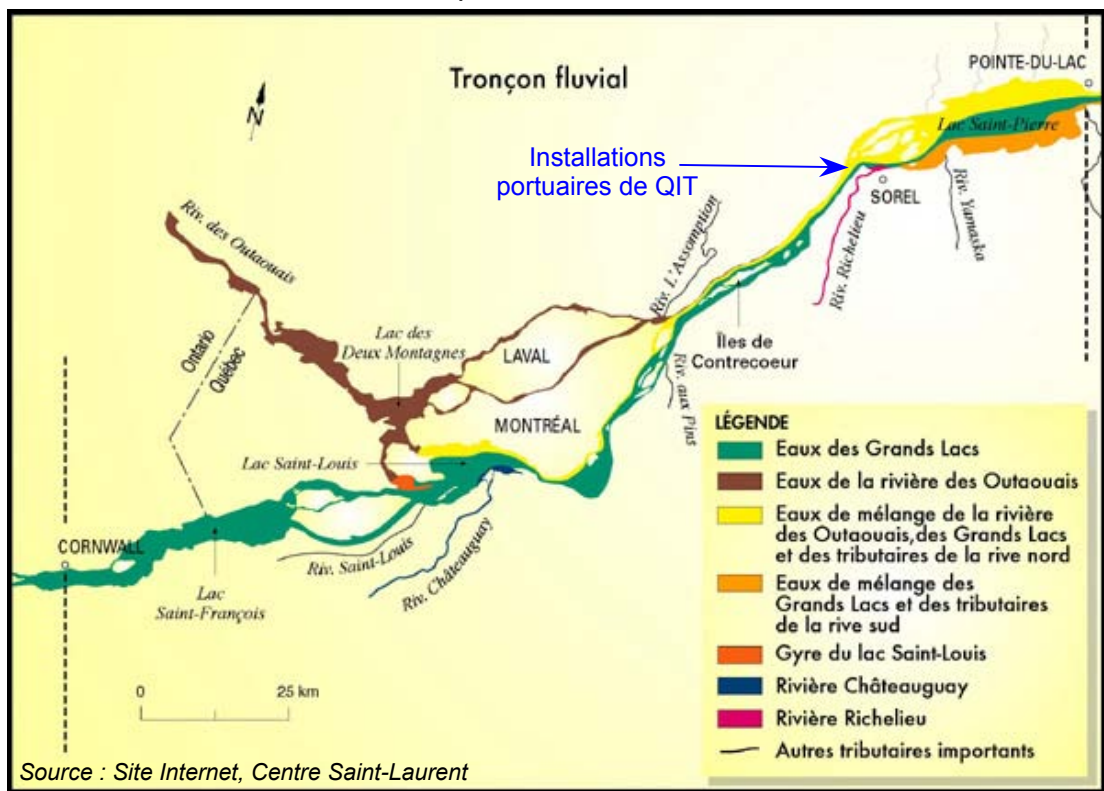 Tronçon fluvial
N
POINTE-DU-LAC
Lac Saint-Pierre
Installations
portuaires de QIT
SOREL
Riv. Yamaska
Riv. Richelieu
Riv. des Outaouais
Riv. L'Assomption
Ontario
Québec
Lac des
Deux Montagnes
LAVAL
Îles de
Contrecoeur
Riv. aux Pins
MONTRÉAL
Lac Saint-Louis
CORNWALL
Riv. Saint-Louis
Riv. Châteauguay
Lac
Saint-François
0 25 km
LÉGENDE
Eaux des Grands Lacs
Eaux de la rivière des Outaouais
Eaux de mélange de la rivière
des Outaouais,des Grands Lacs
et des tributaires de la rive nord
Eaux de mélange des
Grands Lacs et des tributaires
de la rive sud
Gyre du lac Saint-Louis
Rivière Châteauguay
Rivière Richelieu
Autres tributaires importants
Source : Site Internet, Centre Saint-Laurent